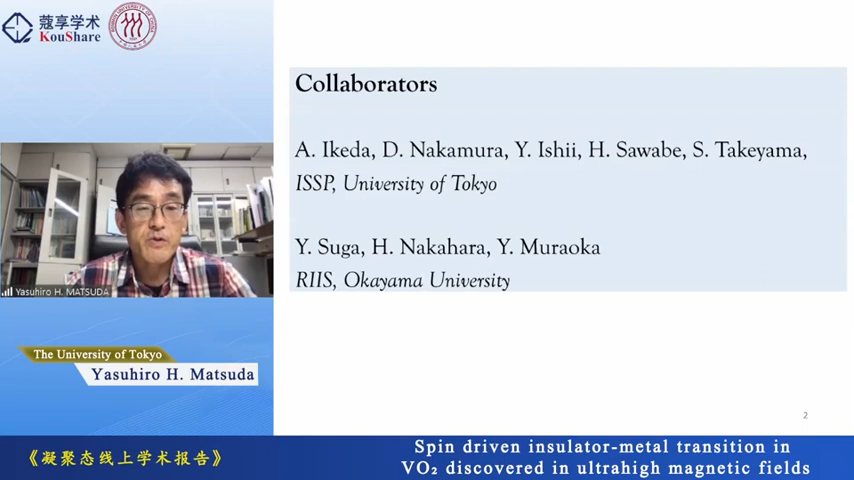 蔻享学术
KouShare
Collaborators
A. Ikeda, D. Nakamura, Y. Ishii, H. Sawabe, S. Takeyama,
ISSP, University of Tokyo
Y. Suga, H. Nakahara, Y. Muraoka
RIIS, Okayama University
Yasuhiro H. MATSUDA
The University of Tokyo
Yasuhiro H. Matsuda
2
《凝聚态线上学术报告》
Spin driven insulator-metal transition in
VO₂ discovered in ultrahigh magnetic fields